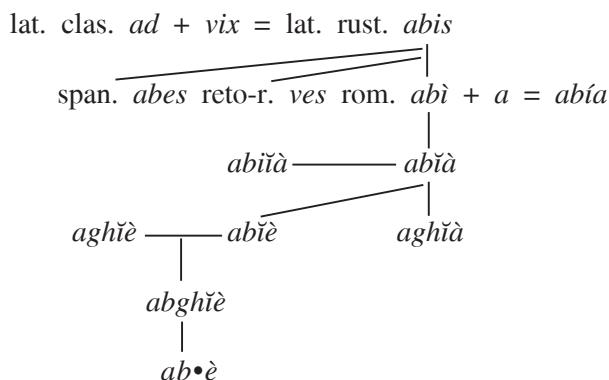 lat. clas. ad + vix = lat. rust. abis
span. abes reto-r. ves rom. abì + a = abía
abiĭà abĭà
aghĭè abĭè aghĭà
abghĭè
ab•è